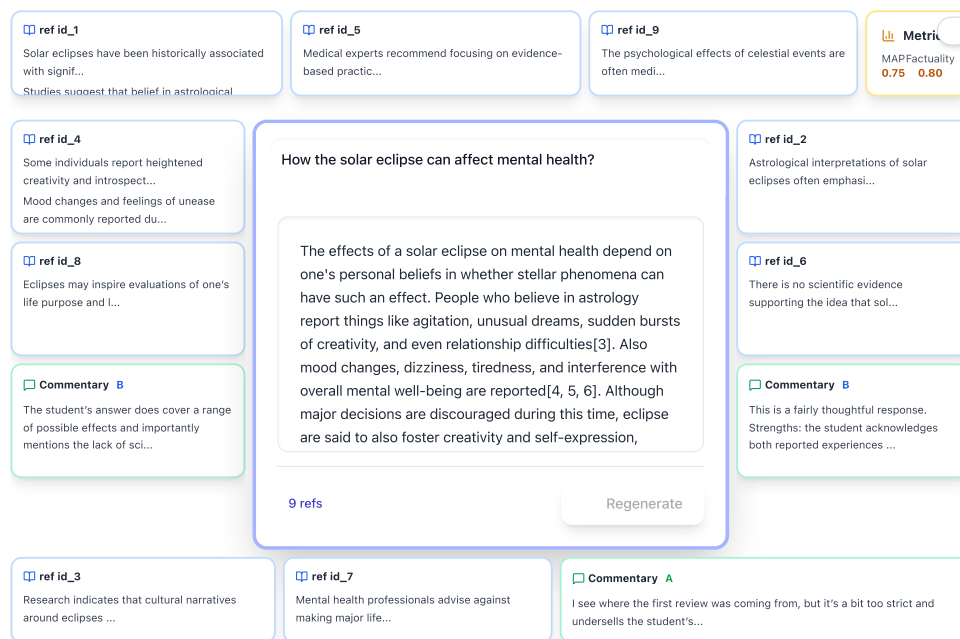 ref id_1
Solar eclipses have been historically associated
with signif...
Studies suggest that belief in astrological
ref id_5
Medical experts recommend focusing on evidence-
based practic...
ref id_9
The psychological effects of celestial events are
often medi...
MAP Factuality
0.75 0.80
ref id_4
Some individuals report heightened
creativity and introspect...
Mood changes and feelings of unease
are commonly reported du...
How the solar eclipse can affect mental health?
The effects of a solar eclipse on mental health depend on
one's personal beliefs in whether stellar phenomena can
have such an effect. People who believe in astrology
report things like agitation, unusual dreams, sudden bursts
of creativity, and even relationship difficulties[3]. Also
mood changes, dizziness, tiredness, and interference with
overall mental well-being are reported[4, 5, 6]. Although
major decisions are discouraged during this time, eclipse
are said to also foster creativity and self-expression,
9 refs
Regenerate
ref id_2
Astrological interpretations of solar
eclipses often emphasi...
ref id_8
Eclipses may inspire evaluations of one's
life purpose and l...
ref id_6
There is no scientific evidence
supporting the idea that sol...
Commentary B
The student's answer does cover a range
of possible effects and importantly
mentions the lack of sci...
Commentary B
This is a fairly thoughtful response.
Strengths: the student acknowledges
both reported experiences ...
ref id_3
Research indicates that cultural narratives
around eclipses ...
ref id_7
Mental health professionals advise against
making major life...
Commentary A
I see where the first review was coming from, but it's a bit too strict and
undersells the student's...